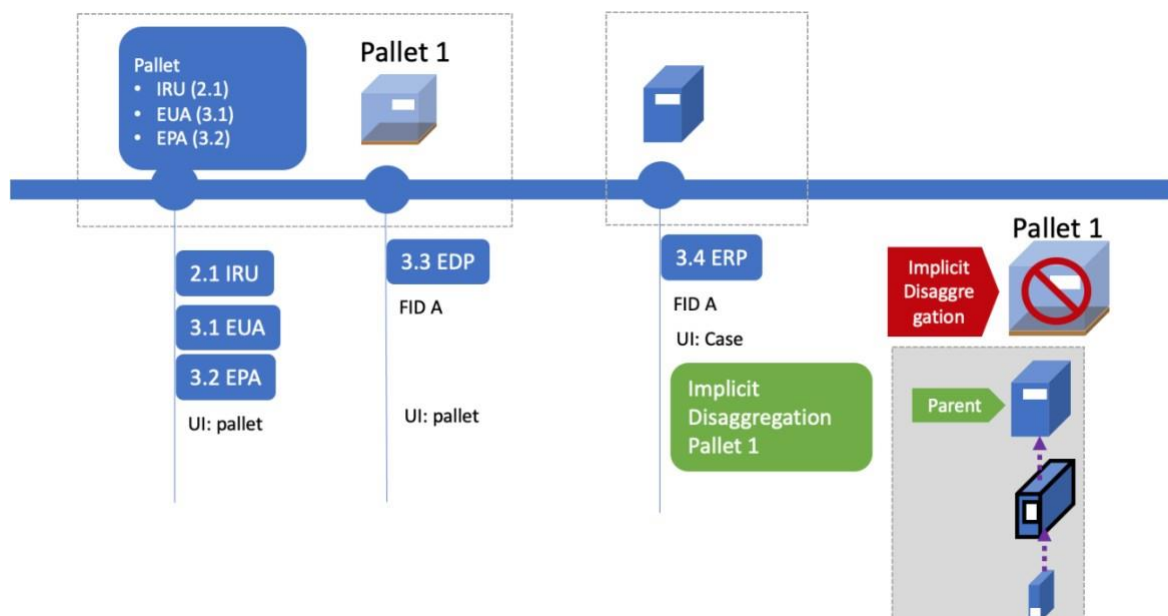 Pallet
• IRU (2.1)
• EUA (3.1)
• EPA (3.2)
Pallet 1
2.1 IRU
3.1 EUA
3.2 EPA
UI: pallet
3.3 EDP
FID A
UI: pallet
3.4 ERP
FID A
UI: Case
Implicit
Disaggregation
Pallet 1
Pallet 1
Implicit
Disaggre
gation
Parent